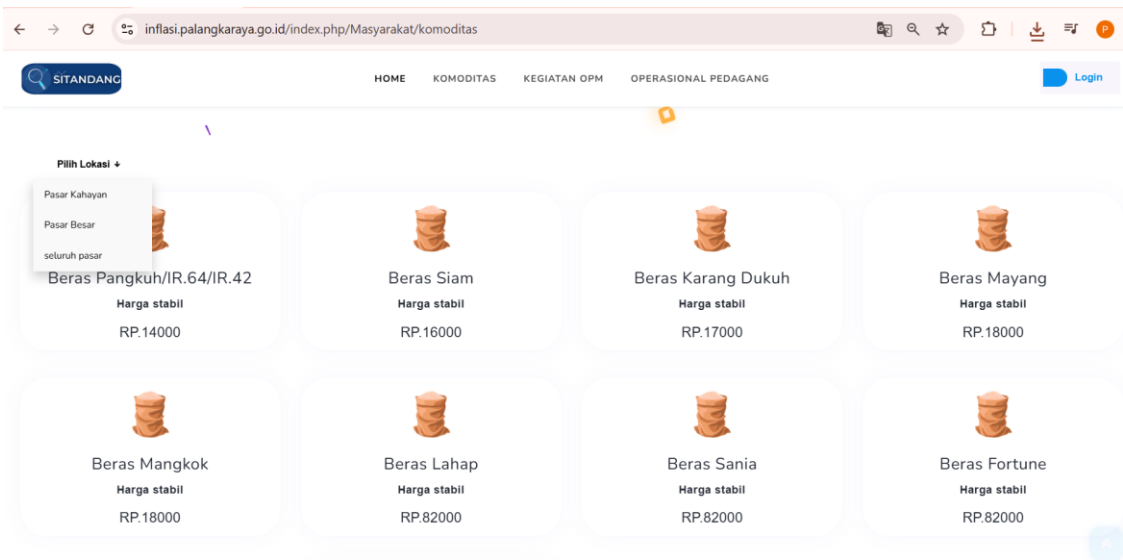 inflasi.palangkaraya.go.id/index.php/Masyarakat/komoditas
P
SITANDANG
HOME KOMODITAS KEGIATAN OPM OPERASIONAL PEDAGANG
Login
Pilih Lokasi ↓
Pasar Kahayan
Pasar Besar
seluruh pasar
Beras Pangkuh/IR.64/IR.42
Harga stabil
RP.14000
Beras Siam
Harga stabil
RP.16000
Beras Karang Dukuh
Harga stabil
RP.17000
Beras Mayang
Harga stabil
RP.18000
Beras Mangkok
Harga stabil
RP.18000
Beras Lahap
Harga stabil
RP.82000
Beras Sania
Harga stabil
RP.82000
Beras Fortune
Harga stabil
RP.82000